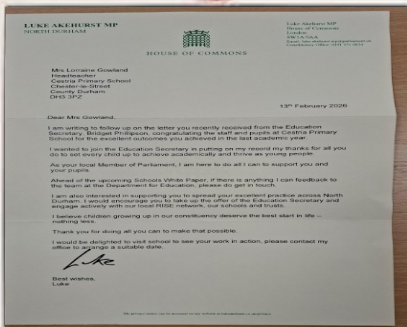 LUKE AKEHURST MP
NORTH DURHAM
Luke Akehurst MP
House of Commons
London
SW1A 0AA
HOUSE OF COMMONS
Mrs Lorraine Gowland
Headteacher
Cestria Primary School
Chester-le-Street
County Durham
DH3 3PZ
13th February 2026
Dear Mrs Gowland,
I am writing to follow up on the letter you recently received from the Education
Secretary, Bridget Phillipson, congratulating the staff and pupils at Cestria Primary
School for the excellent outcomes you achieved in the last academic year.
I wanted to join the Education Secretary in putting on my record my thanks for all you
do to set every child up to achieve academically and thrive as young people.
As your local Member of Parliament, I am here to do all I can to support you and
your pupils.
Ahead of the upcoming Schools White Paper, if there is anything I can feedback to
the team at the Department for Education, please do get in touch.
I am also interested in supporting you to spread your excellent practice across North
Durham. I would encourage you to take up the offer of the Education Secretary and
engage actively with our local RISE network, our schools and trusts.
I believe children growing up in our constituency deserve the best start in life –
nothing less.
Thank you for doing all you can to make that possible.
I would be delighted to visit school to see your work in action, please contact my
office to arrange a suitable date.
Luke
Best wishes,
Luke